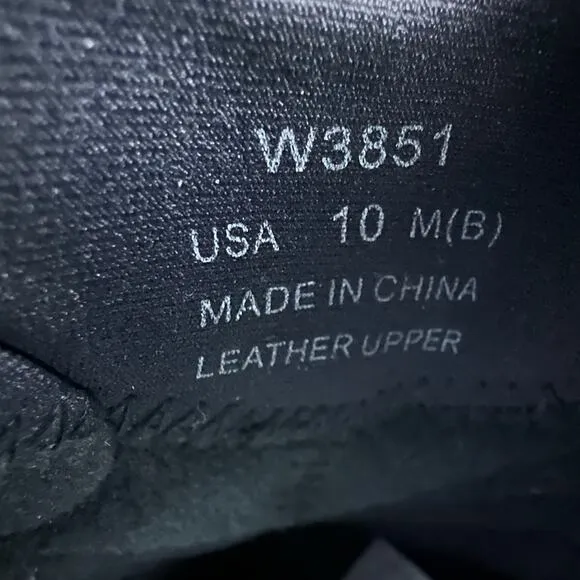 W3851
USA 10 M(B)
MADE IN CHINA
LEATHER UPPER